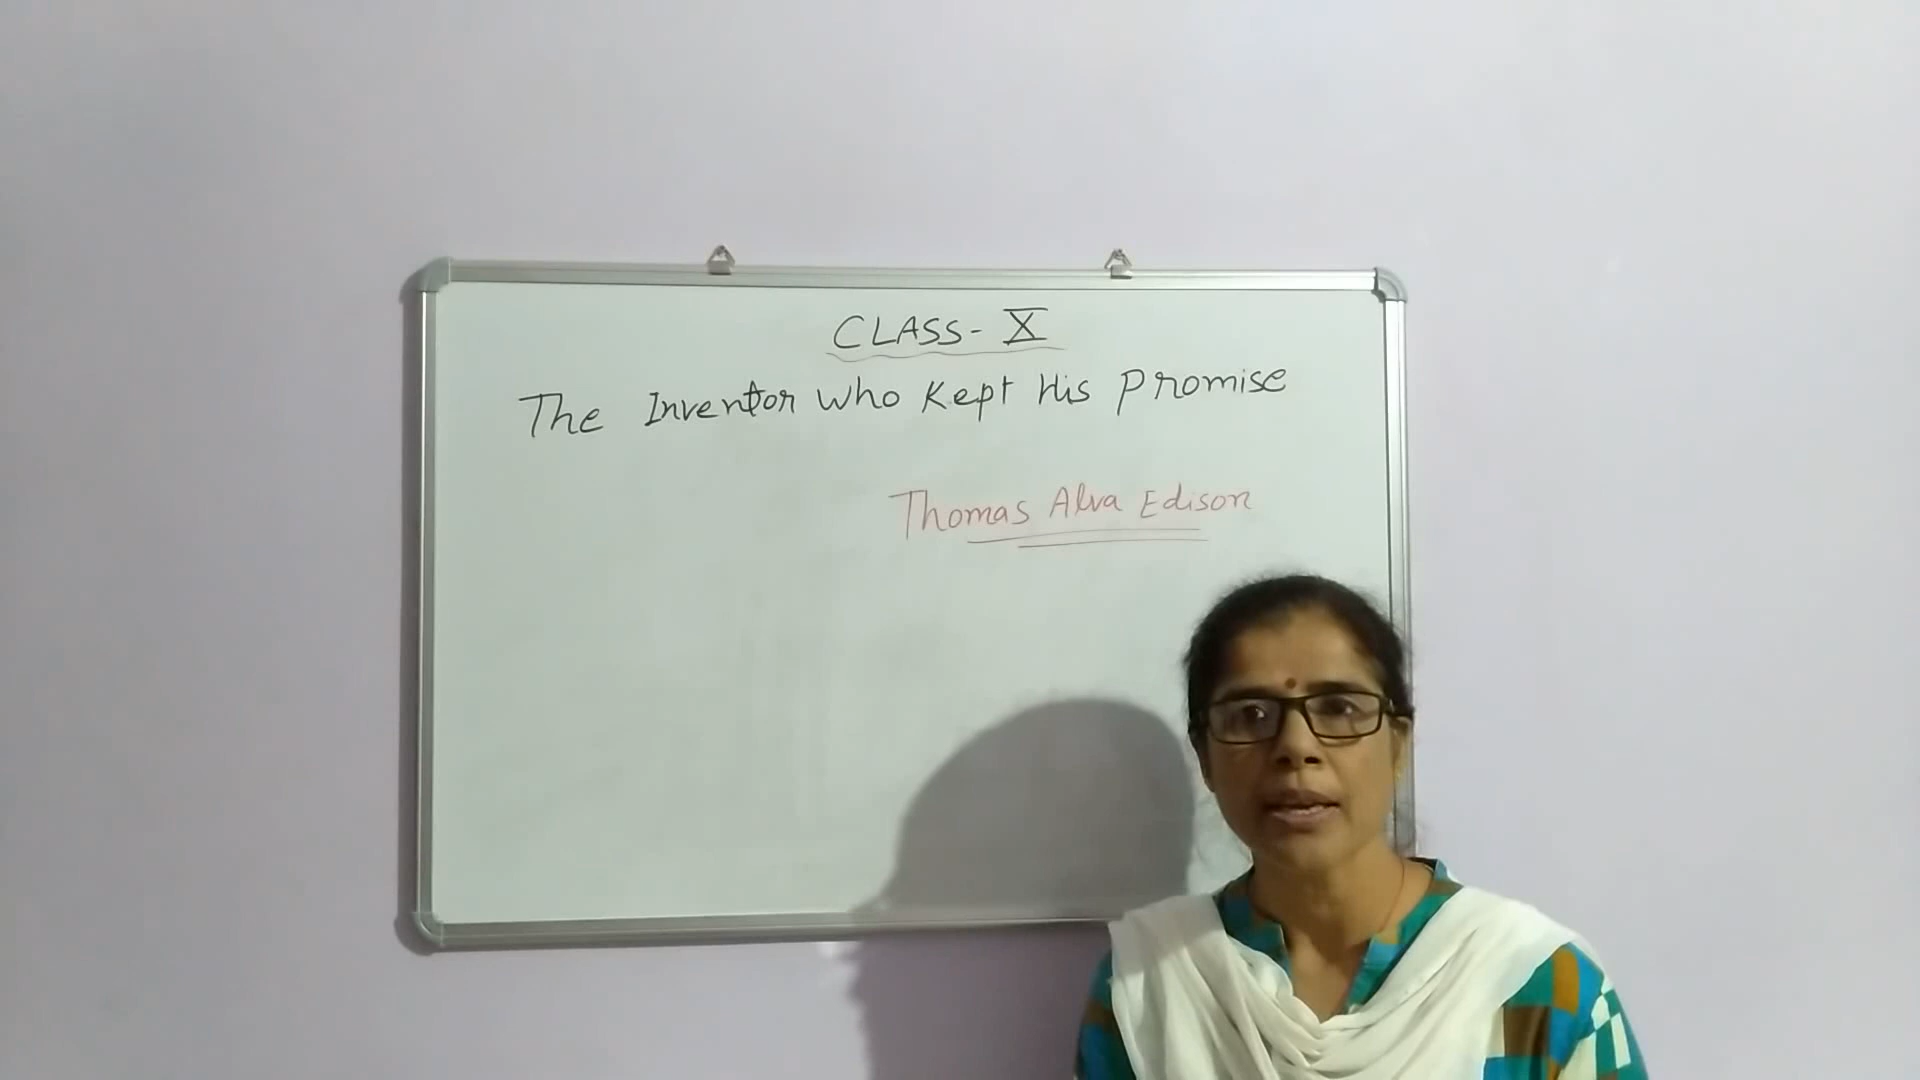 CLASS - X
The Inventor Who Kept His Promise
Thomas Alva Edison